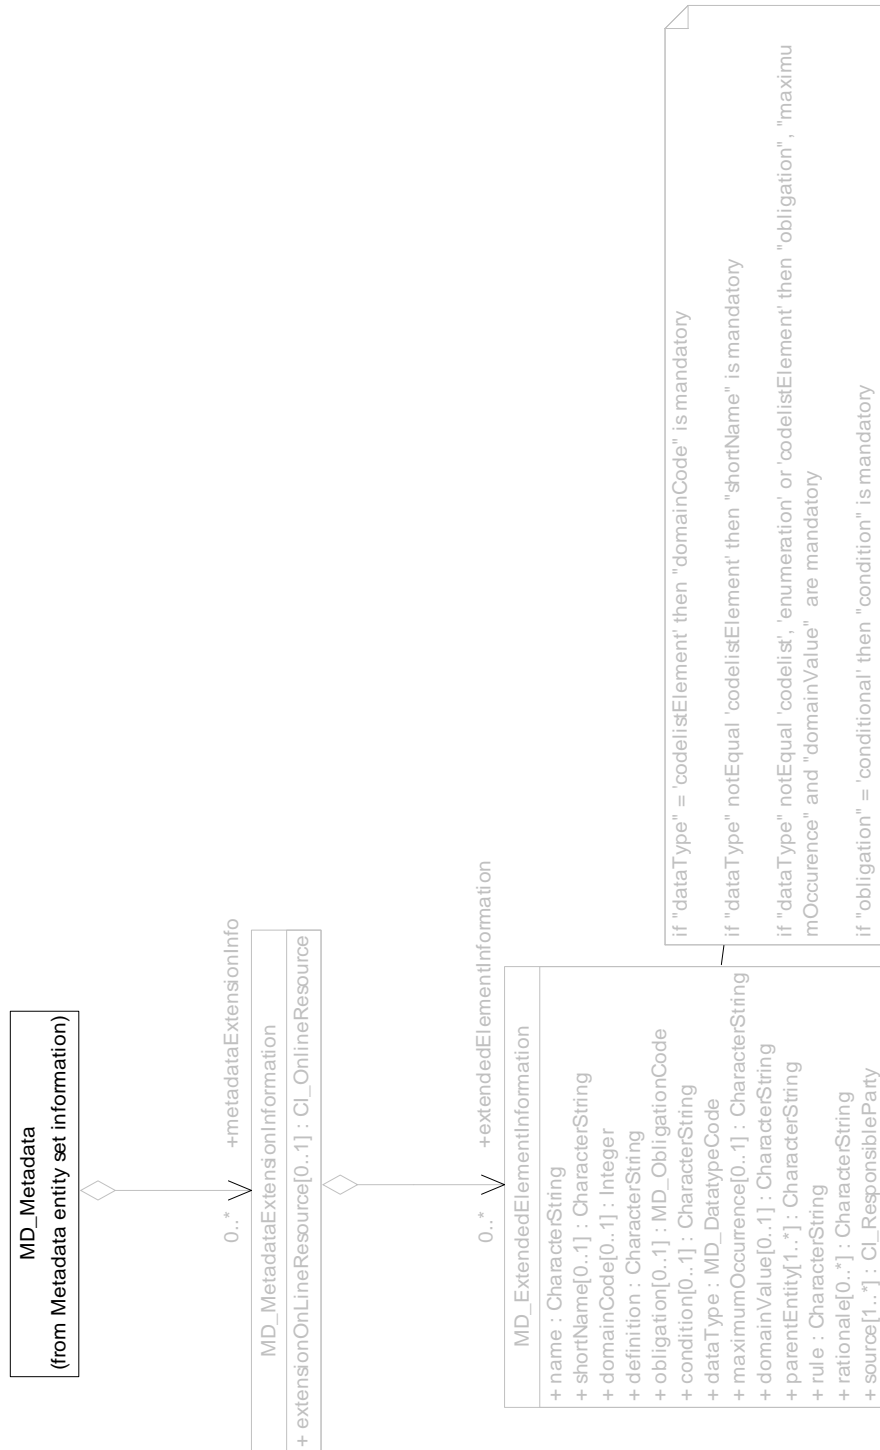 MD_Metadata
(from Metadata entity set information)
0..*
+metadataExtensionInfo
MD_MetadataExtensionInformation
+ extensionOnLineResource[0..1] : CI_OnlineResource
0..*
+extendedElementInformation
MD_ExtendedElementInformation
+ name : CharacterString
+ shortName[0..1] : CharacterString
+ domainCode[0..1] : Integer
+ definition : CharacterString
+ obligation[0..1] : MD_ObligationCode
+ condition[0..1] : CharacterString
+ dataType : MD_DatatypeCode
+ maximumOccurrence[0..1] : CharacterString
+ domainValue[0..1] : CharacterString
+ parentEntity[1..*] : CharacterString
+ rule : CharacterString
+ rationale[0..*] : CharacterString
+ source[1..*] : CI_ResponsibleParty
if "dataType" = 'codelistElement' then "domainCode" is mandatory
if "dataType" notEqual 'codelistElement' then "shortName" is mandatory
if "dataType" notEqual 'codelist', 'enumeration' or 'codelistElement' then "obligation", "maximu
mOccurence" and "domainValue" are mandatory
if "obligation" = 'conditional' then "condition" is mandatory